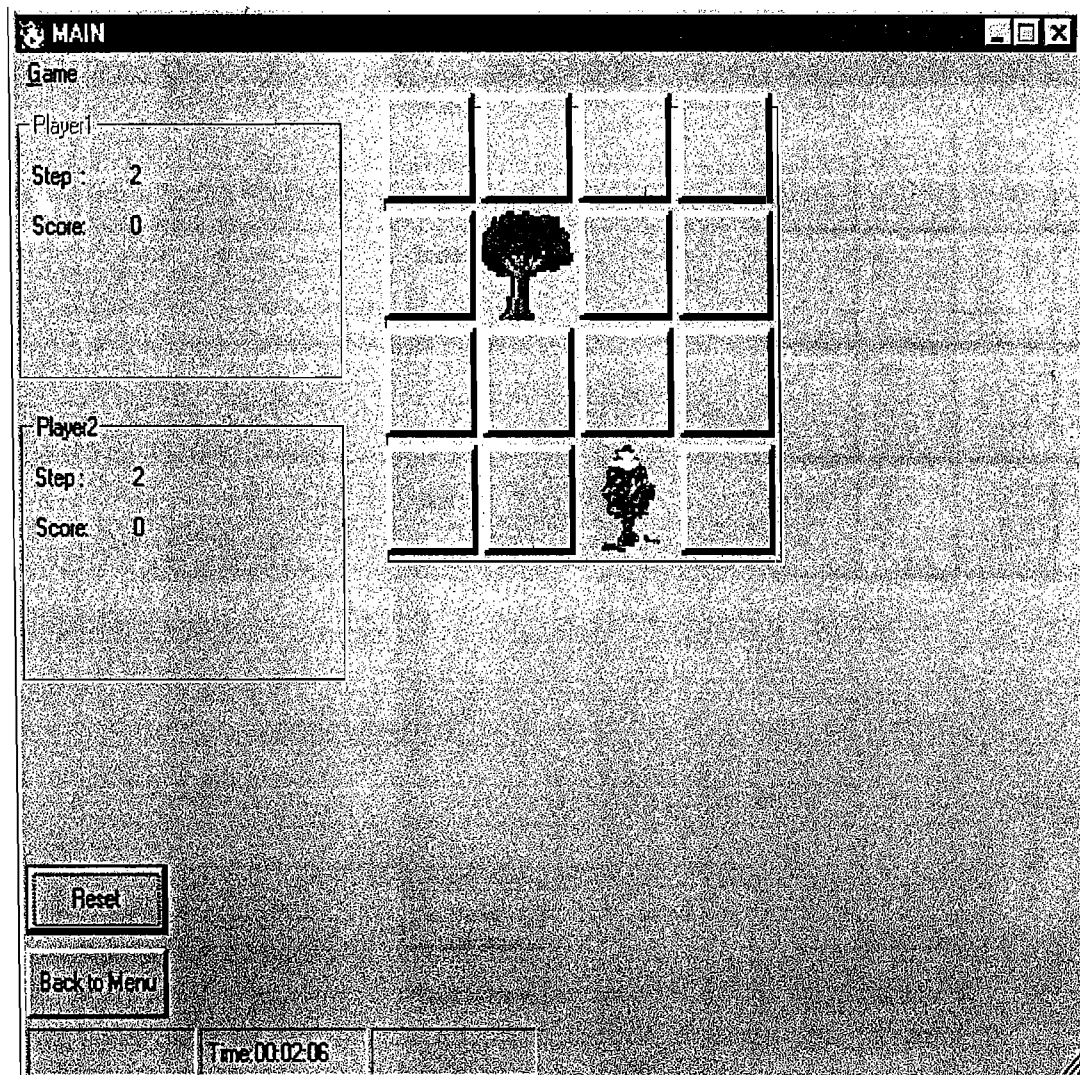 MAIN
Game
Player1
Step : 2
Score: 0
Player2
Step : 2
Score: 0
Reset
Back to Menu
Time:00:02:06